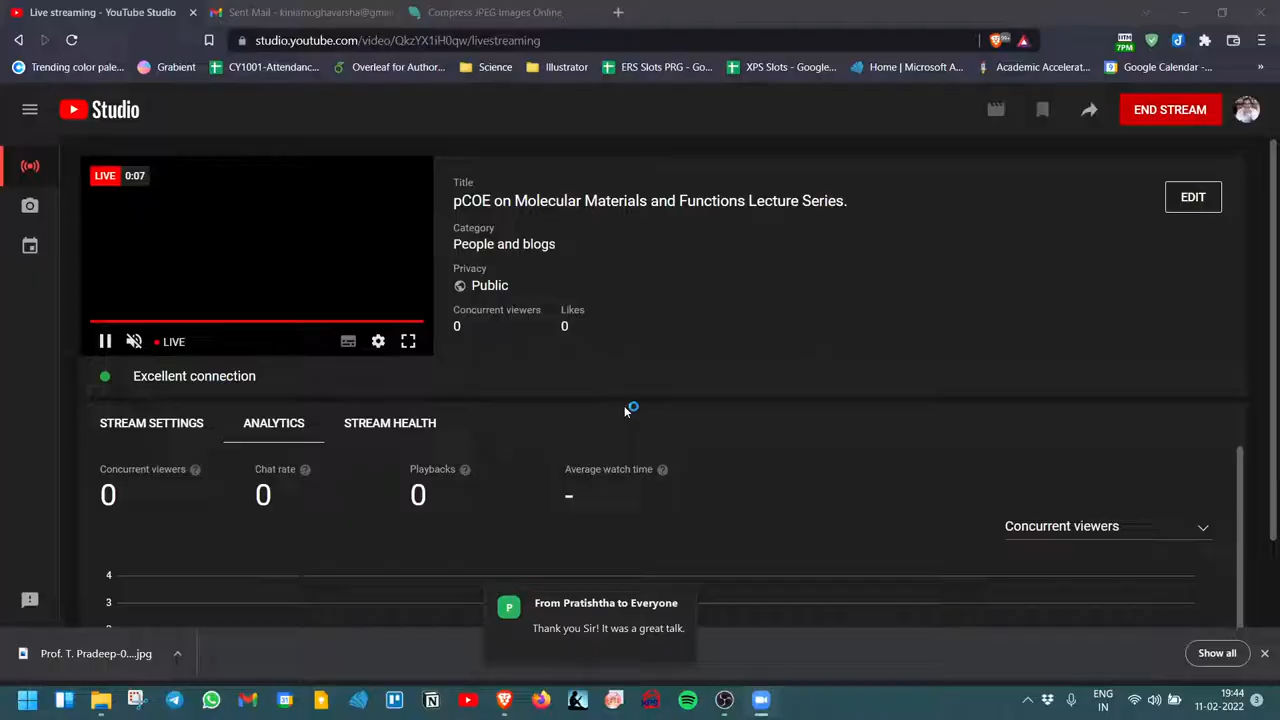 Live streaming - YouTube Studio
Sent Mail - kiniamoghavarsha@gmail
Compress JPEG Images Online
studio.youtube.com/video/QkzYX1iH0qw/livestreaming
99+
7PM
Trending color pale...
Grabient
CY1001-Attendanc...
Overleaf for Author...
Science
Illustrator
ERS Slots PRG - Go...
XPS Slots - Google...
Home | Microsoft A...
Academic Accelerat...
Google Calendar -...
»
Studio
END STREAM
LIVE 0:07
Title
pCOE on Molecular Materials and Functions Lecture Series.
EDIT
Category
People and blogs
Privacy
Public
Concurrent viewers Likes
0 0
LIVE
Excellent connection
STREAM SETTINGS ANALYTICS STREAM HEALTH
Concurrent viewers Chat rate Playbacks Average watch time
0 0 0 -
Concurrent viewers
4
3
P
From Pratishtha to Everyone
Thank you Sir! It was a great talk.
Prof. T. Pradeep-0....jpg
Show all
ENG
IN
19:44
11-02-2022
3